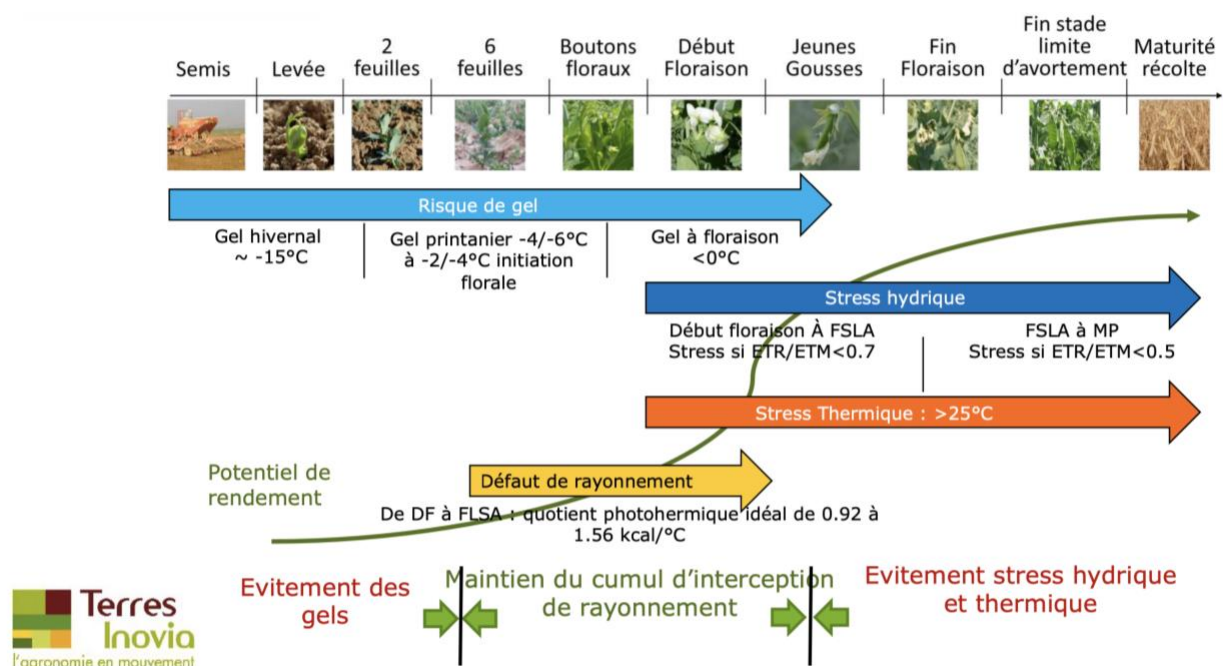 Semis
Levée
2
feuilles
6
feuilles
Boutons
floraux
Début
Floraison
Jeunes
Gousses
Fin
Floraison
Fin stade
limite
d'avortement
Maturité
récolte
Risque de gel
Gel hivernal
~ -15°C
Gel printanier -4/-6°C
à -2/-4°C initiation
florale
Gel à floraison
<0°C
Stress hydrique
Début floraison À FSLA
Stress si ETR/ETM<0.7
FSLA à MP
Stress si ETR/ETM<0.5
Stress Thermique : >25°C
Potentiel de
rendement
Défaut de rayonnement
De DF à FLSA : quotient photohermique idéal de 0.92 à
1.56 kcal/°C
Evitement des
gels
Maintien du cumul d'interception
de rayonnement
Evitement stress hydrique
et thermique
Terres
Inovia
l'agronomie en mouvement